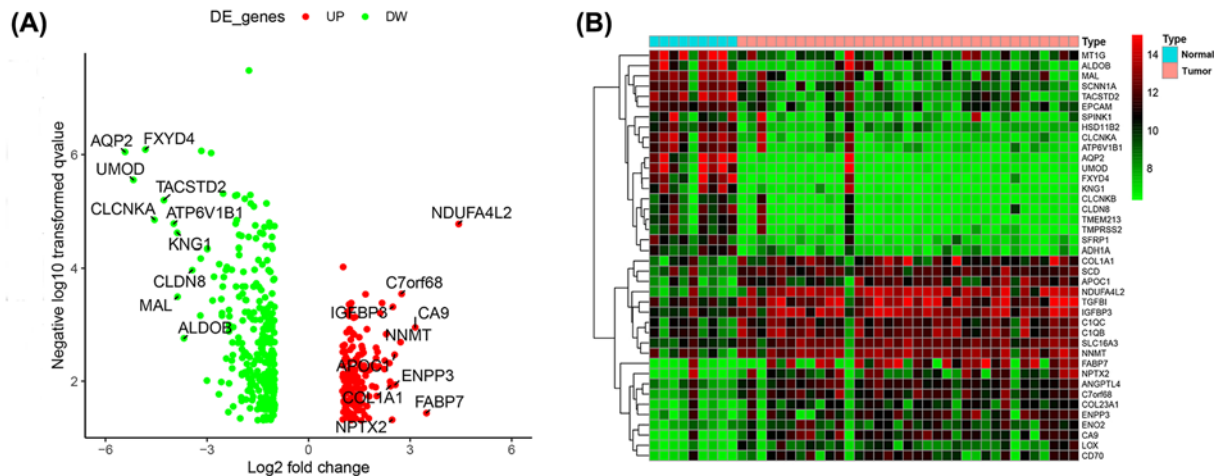 (A)
DE_genes UP DW
Negative log10 transformed qvalue
6
4
2
AQP2
FXYD4
UMOD
TACSTD2
CLCNKA
ATP6V1B1
KNG1
CLDN8
MAL
ALDOB
NDUFA4L2
C7orf68
IGFBP3
CA9
NNMT
APOC1
ENPP3
COL1A1
FABP7
NPTX2
−6 −3 0 3 6
Log2 fold change
(B)
Type
MT1G
ALDOB
MAL
SCNN1A
TACSTD2
EPCAM
SPINK1
HSD11B2
CLCNKA
ATP6V1B1
AQP2
UMOD
FXYD4
KNG1
CLCNKB
CLDN8
TMEM213
TMPRSS2
SFRP1
ADH1A
COL1A1
SCD
APOC1
NDUFA4L2
TGFBI
IGFBP3
C1QC
C1QB
SLC16A3
NNMT
FABP7
NPTX2
ANGPTL4
C7orf68
COL23A1
ENPP3
ENO2
CA9
LOX
CD70
14
12
10
8
Type
Normal
Tumor